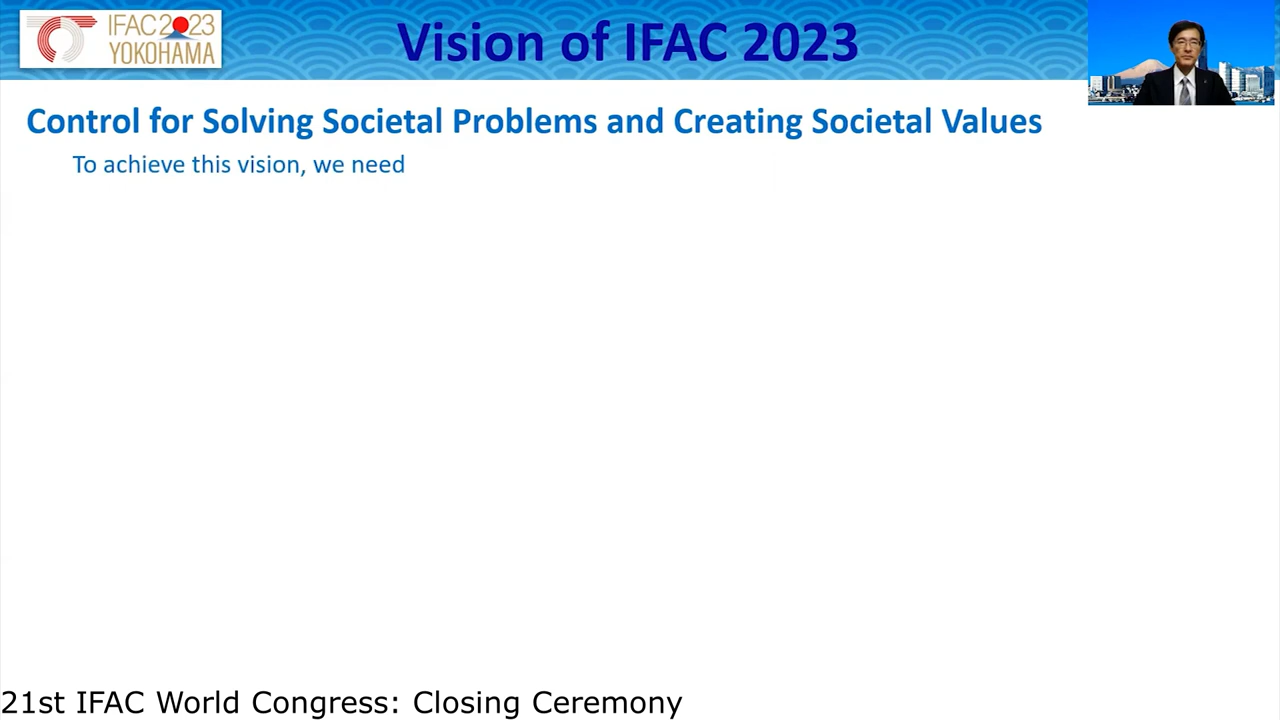 IFAC2023
YOKOHAMA
Vision of IFAC 2023
Control for Solving Societal Problems and Creating Societal Values
To achieve this vision, we need
21st IFAC World Congress: Closing Ceremony